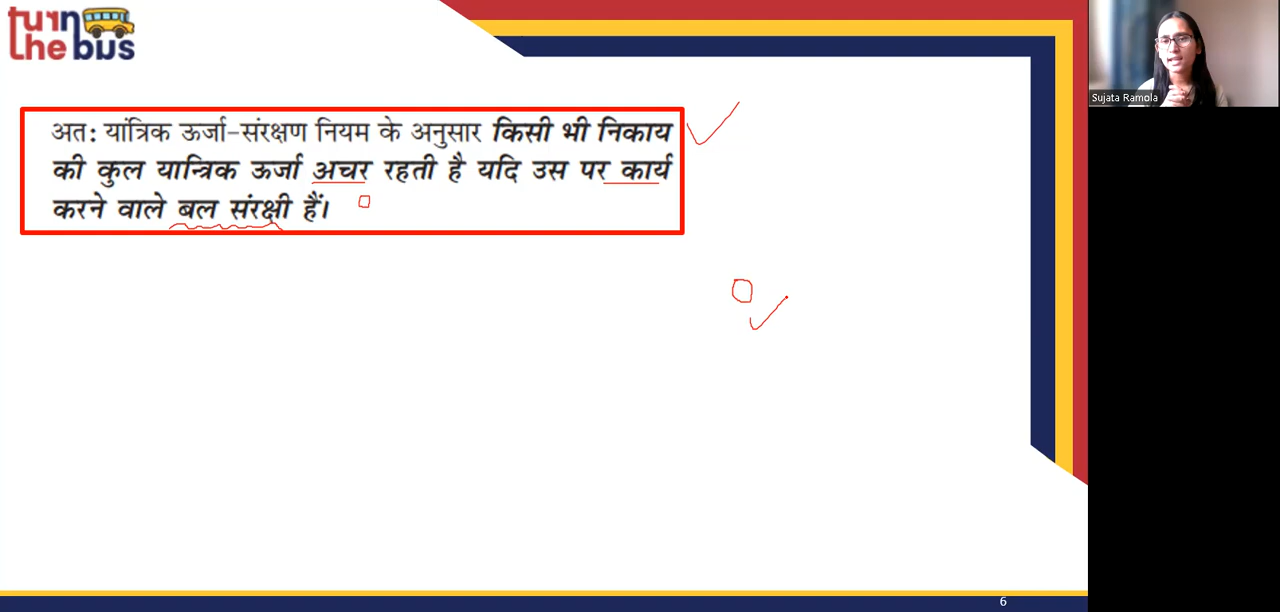 turn
the bus
अत: यांत्रिक ऊर्जा-संरक्षण नियम के अनुसार किसी भी निकाय
की कुल यान्त्रिक ऊर्जा अचर रहती है यदि उस पर कार्य
करने वाले बल संरक्षी हैं।
Sujata Ramola
6